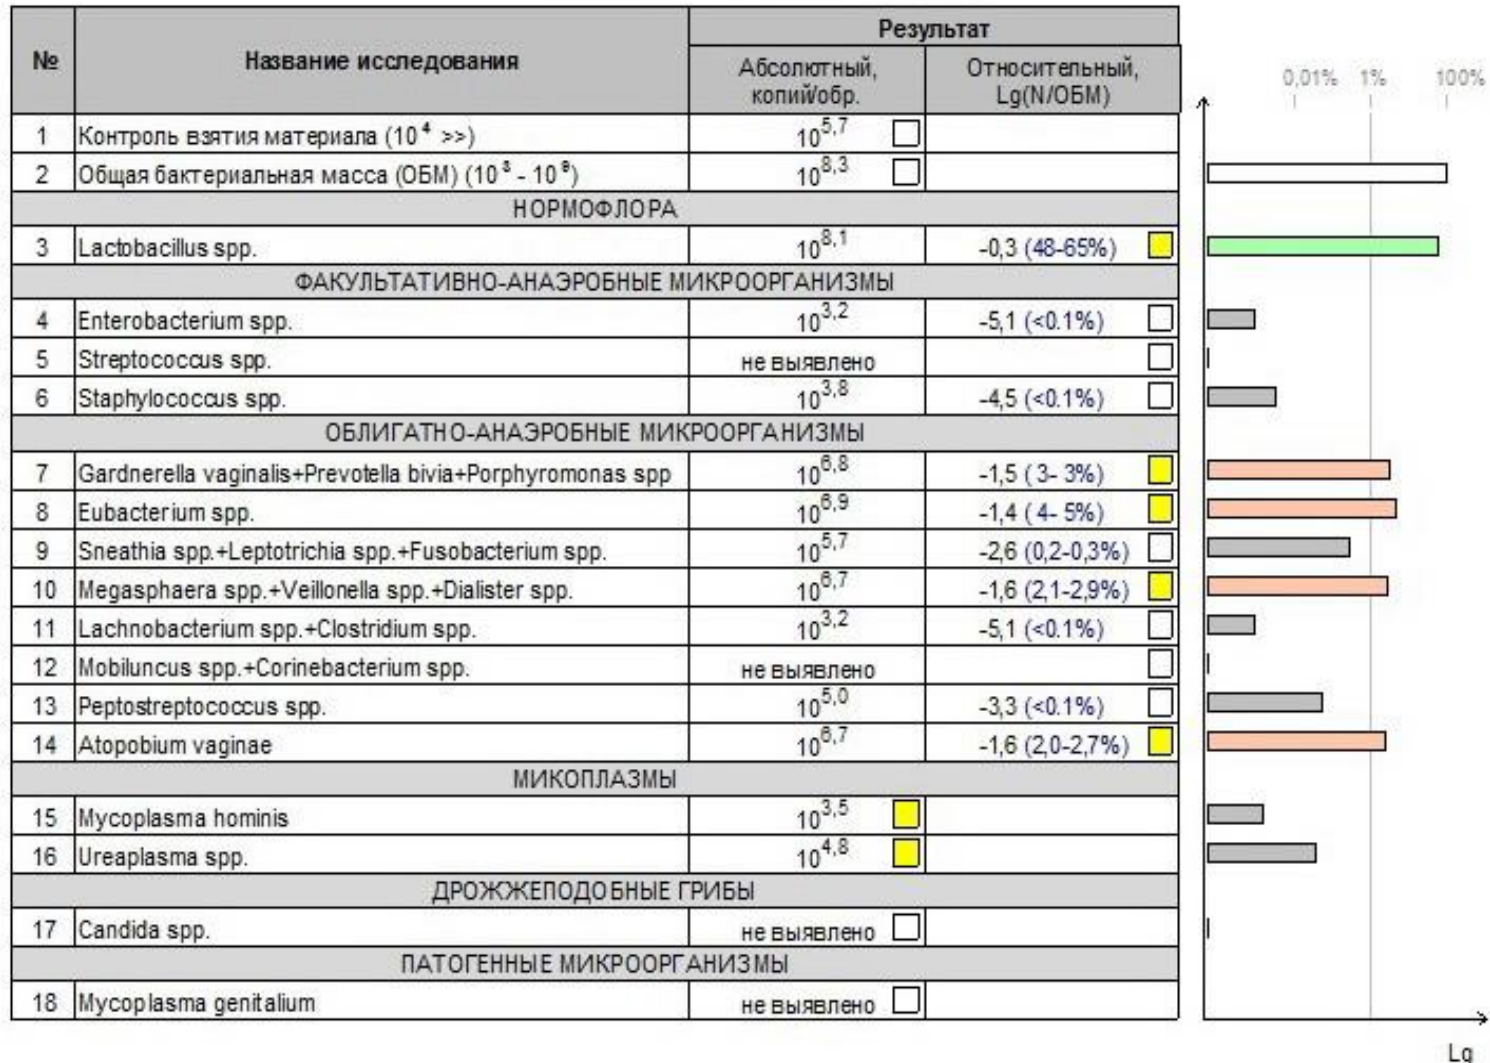 № Название исследования Результат
Абсолютный, копий/обр. Относительный, Lg(N/ОБМ)
0,01% 1% 100%
1 Контроль взятия материала (10⁴ >>) 10^5,7
2 Общая бактериальная масса (ОБМ) (10³ - 10⁹) 10^8,3
НОРМОФЛОРА
3 Lactobacillus spp. 10^8,1 -0,3 (48-65%)
ФАКУЛЬТАТИВНО-АНАЭРОБНЫЕ МИКРООРГАНИЗМЫ
4 Enterobacterium spp. 10^3,2 -5,1 (<0.1%)
5 Streptococcus spp. не выявлено
6 Staphylococcus spp. 10^3,8 -4,5 (<0.1%)
ОБЛИГАТНО-АНАЭРОБНЫЕ МИКРООРГАНИЗМЫ
7 Gardnerella vaginalis+Prevotella bivia+Porphyromonas spp 10^6,8 -1,5 ( 3- 3%)
8 Eubacterium spp. 10^6,9 -1,4 ( 4- 5%)
9 Sneathia spp.+Leptotrichia spp.+Fusobacterium spp. 10^5,7 -2,6 (0,2-0,3%)
10 Megasphaera spp.+Veillonella spp.+Dialister spp. 10^6,7 -1,6 (2,1-2,9%)
11 Lachnobacterium spp.+Clostridium spp. 10^3,2 -5,1 (<0.1%)
12 Mobiluncus spp.+Corinebacterium spp. не выявлено
13 Peptostreptococcus spp. 10^5,0 -3,3 (<0.1%)
14 Atopobium vaginae 10^6,7 -1,6 (2,0-2,7%)
МИКОПЛАЗМЫ
15 Mycoplasma hominis 10^3,5
16 Ureaplasma spp. 10^4,8
ДРОЖЖЕПОДОБНЫЕ ГРИБЫ
17 Candida spp. не выявлено
ПАТОГЕННЫЕ МИКРООРГАНИЗМЫ
18 Mycoplasma genitalium не выявлено
Lg